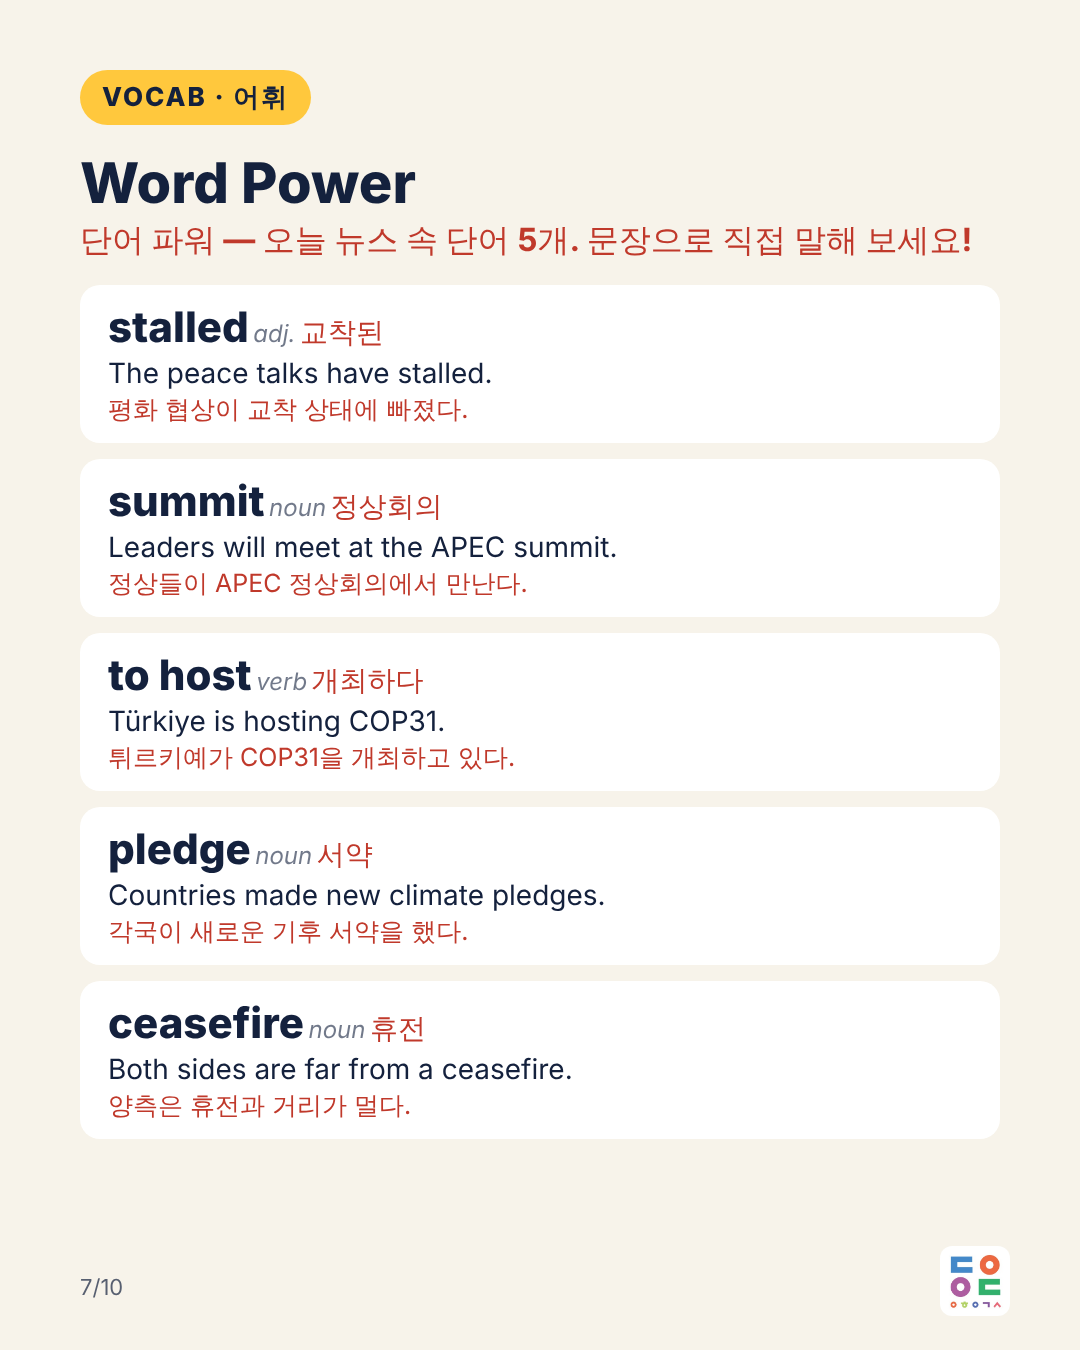 VOCAB · 어휘
Word Power
단어 파워 — 오늘 뉴스 속 단어 5개. 문장으로 직접 말해 보세요!
stalled adj. 교착된
The peace talks have stalled.
평화 협상이 교착 상태에 빠졌다.
summit noun 정상회의
Leaders will meet at the APEC summit.
정상들이 APEC 정상회의에서 만난다.
to host verb 개최하다
Türkiye is hosting COP31.
튀르키예가 COP31을 개최하고 있다.
pledge noun 서약
Countries made new climate pledges.
각국이 새로운 기후 서약을 했다.
ceasefire noun 휴전
Both sides are far from a ceasefire.
양측은 휴전과 거리가 멀다.
7/10